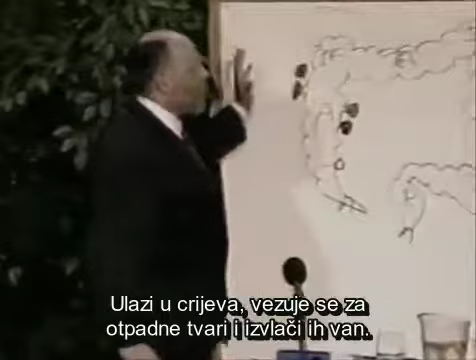 Ulazi u crijeva, vezuje se za
otpadne tvari i izvlači ih van.